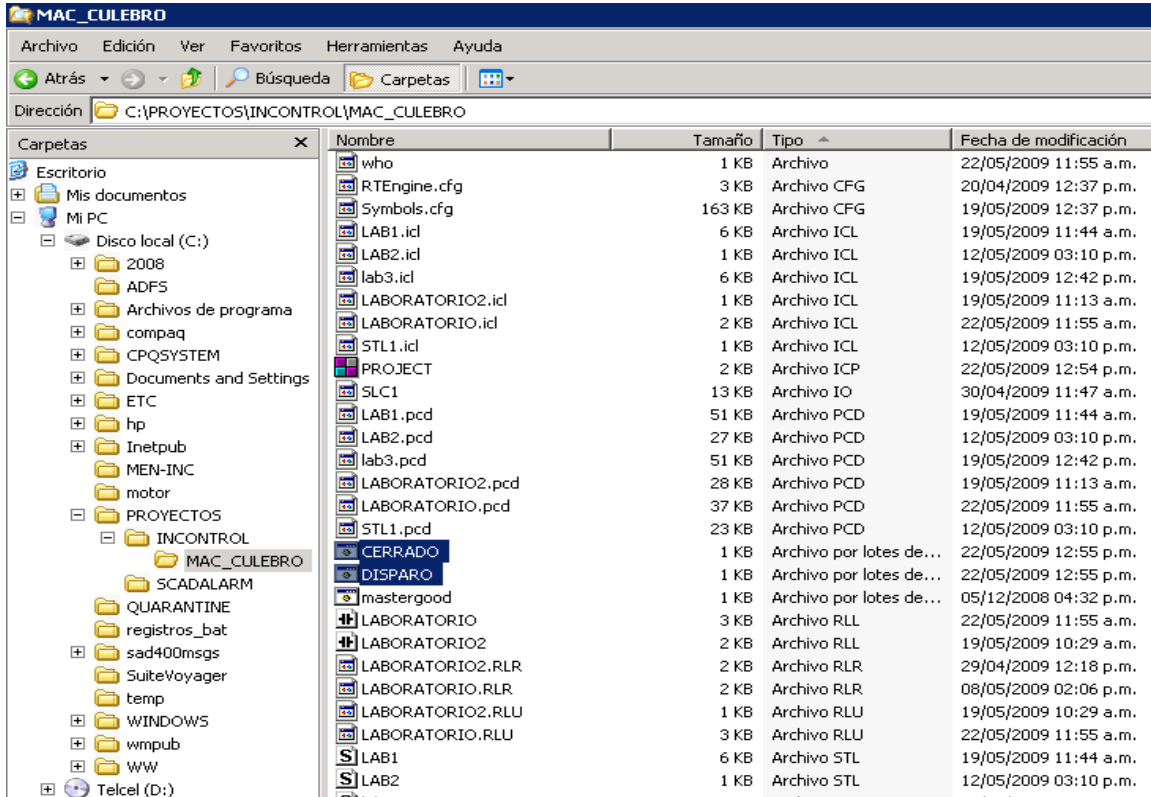 MAC_CULEBRO
Archivo Edición Ver Favoritos Herramientas Ayuda
Atrás Búsqueda Carpetas
Dirección C:\PROYECTOS\INCONTROL\MAC_CULEBRO
Carpetas x
Escritorio
Mis documentos
Mi PC
Disco local (C:)
2008
ADFS
Archivos de programa
compaq
CPQSYSTEM
Documents and Settings
ETC
hp
Inetpub
MEN-INC
motor
PROYECTOS
INCONTROL
MAC_CULEBRO
SCADALARM
QUARANTINE
registros_bat
sad400msgs
SuiteVoyager
temp
WINDOWS
wmpub
WW
Telcel (D:)
Nombre Tamaño Tipo Fecha de modificación
who 1 KB Archivo 22/05/2009 11:55 a.m.
RTEngine.cfg 3 KB Archivo CFG 20/04/2009 12:37 p.m.
Symbols.cfg 163 KB Archivo CFG 19/05/2009 12:37 p.m.
LAB1.icl 6 KB Archivo ICL 19/05/2009 11:44 a.m.
LAB2.icl 1 KB Archivo ICL 12/05/2009 03:10 p.m.
lab3.icl 6 KB Archivo ICL 19/05/2009 12:42 p.m.
LABORATORIO2.icl 1 KB Archivo ICL 19/05/2009 11:13 a.m.
LABORATORIO.icl 2 KB Archivo ICL 22/05/2009 11:55 a.m.
STL1.icl 1 KB Archivo ICL 12/05/2009 03:10 p.m.
PROJECT 2 KB Archivo ICP 22/05/2009 12:54 p.m.
SLC1 13 KB Archivo IO 30/04/2009 11:47 a.m.
LAB1.pcd 51 KB Archivo PCD 19/05/2009 11:44 a.m.
LAB2.pcd 27 KB Archivo PCD 12/05/2009 03:10 p.m.
lab3.pcd 51 KB Archivo PCD 19/05/2009 12:42 p.m.
LABORATORIO2.pcd 28 KB Archivo PCD 19/05/2009 11:13 a.m.
LABORATORIO.pcd 37 KB Archivo PCD 22/05/2009 11:55 a.m.
STL1.pcd 23 KB Archivo PCD 12/05/2009 03:10 p.m.
CERRADO 1 KB Archivo por lotes de... 22/05/2009 12:55 p.m.
DISPARO 1 KB Archivo por lotes de... 22/05/2009 12:55 p.m.
mastergood 1 KB Archivo por lotes de... 05/12/2008 04:32 p.m.
LABORATORIO 3 KB Archivo RLL 22/05/2009 11:55 a.m.
LABORATORIO2 2 KB Archivo RLL 19/05/2009 10:29 a.m.
LABORATORIO2.RLR 2 KB Archivo RLR 29/04/2009 12:18 p.m.
LABORATORIO.RLR 2 KB Archivo RLR 08/05/2009 02:06 p.m.
LABORATORIO2.RLU 1 KB Archivo RLU 19/05/2009 10:29 a.m.
LABORATORIO.RLU 3 KB Archivo RLU 22/05/2009 11:55 a.m.
LAB1 6 KB Archivo STL 19/05/2009 11:44 a.m.
LAB2 1 KB Archivo STL 12/05/2009 03:10 p.m.